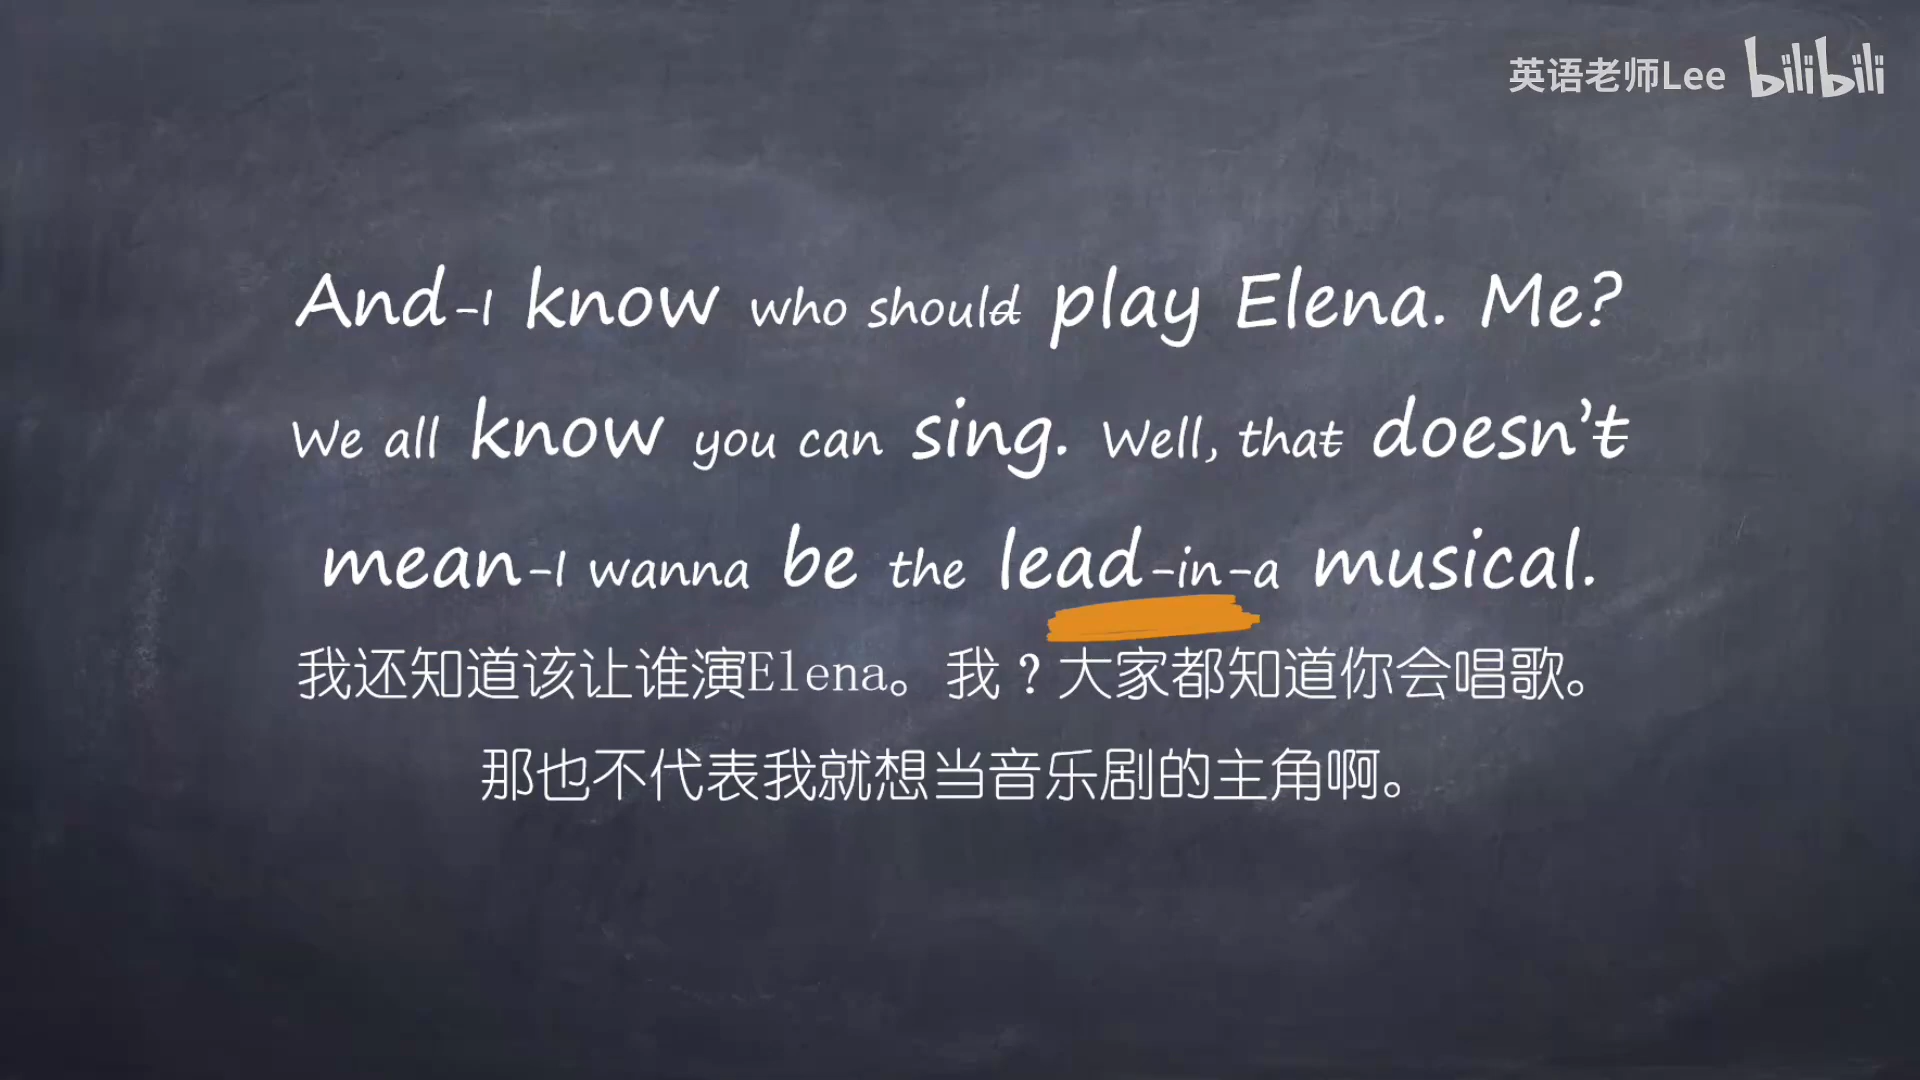 英语老师Lee bilibili
And-I know who should play Elena. Me?
We all know you can sing. Well, that doesn't
mean-I wanna be the lead-in-a musical.
我还知道该让谁演Elena。我？大家都知道你会唱歌。
那也不代表我就想当音乐剧的主角啊。